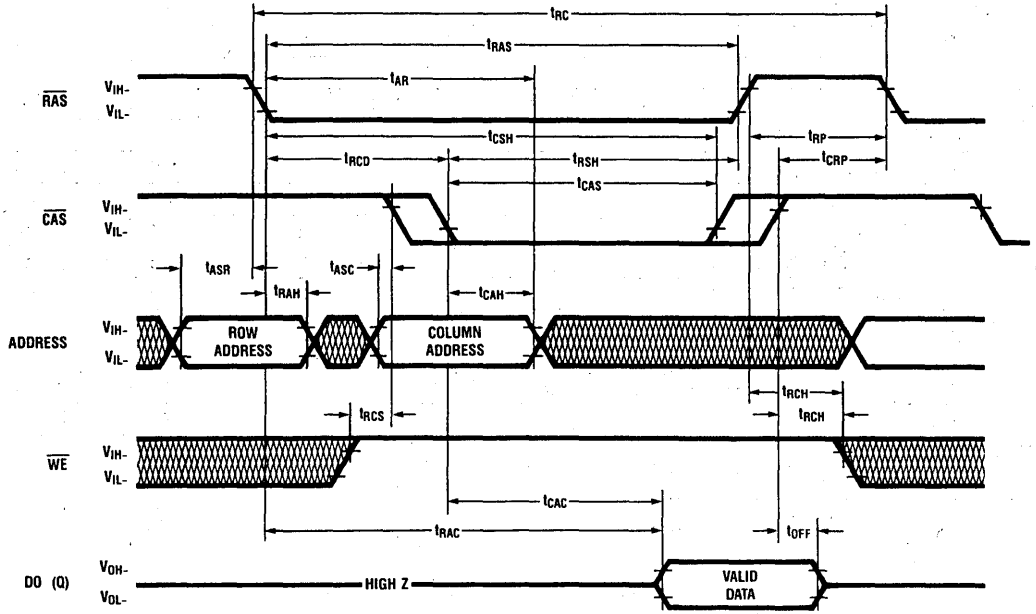 tRC
tRAS
tAR
RAS
VIH-
VIL-
tCSH
tRP
tRCD
tRSH
tCRP
tCAS
CAS
VIH-
VIL-
tASR
tASC
tRAH
tCAH
ADDRESS
VIH-
VIL-
ROW
ADDRESS
COLUMN
ADDRESS
tRCH
tRCS
tRCH
WE
VIH-
VIL-
tCAC
tRAC
tOFF
DO (Q)
VOH-
VOL-
HIGH Z
VALID
DATA